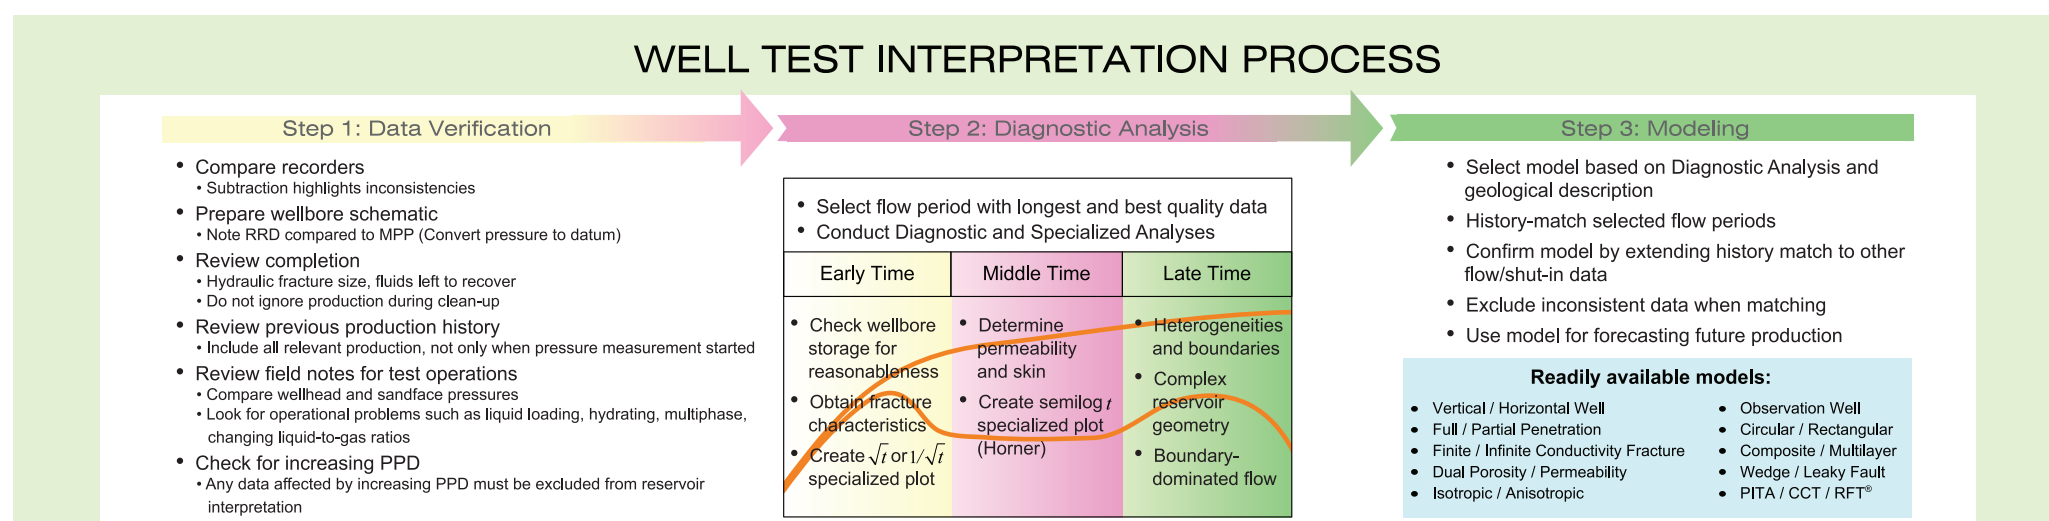 WELL TEST INTERPRETATION PROCESS
Step 1: Data Verification
• Compare recorders
• Subtraction highlights inconsistencies
• Prepare wellbore schematic
• Note RRD compared to MPP (Convert pressure to datum)
• Review completion
• Hydraulic fracture size, fluids left to recover
• Do not ignore production during clean-up
• Review previous production history
• Include all relevant production, not only when pressure measurement started
• Review field notes for test operations
• Compare wellhead and sandface pressures
• Look for operational problems such as liquid loading, hydrating, multiphase,
changing liquid-to-gas ratios
• Check for increasing PPD
• Any data affected by increasing PPD must be excluded from reservoir
interpretation
Step 2: Diagnostic Analysis
• Select flow period with longest and best quality data
• Conduct Diagnostic and Specialized Analyses
Early Time
• Check wellbore
storage for
reasonableness
• Obtain fracture
characteristics
• Create √t or 1/√t
specialized plot
Middle Time
• Determine
permeability
and skin
• Create semilog t
specialized plot
(Horner)
Late Time
• Heterogeneities
and boundaries
• Complex
reservoir
geometry
• Boundary-
dominated flow
Step 3: Modeling
• Select model based on Diagnostic Analysis and
geological description
• History-match selected flow periods
• Confirm model by extending history match to other
flow/shut-in data
• Exclude inconsistent data when matching
• Use model for forecasting future production
Readily available models:
• Vertical / Horizontal Well
• Full / Partial Penetration
• Finite / Infinite Conductivity Fracture
• Dual Porosity / Permeability
• Isotropic / Anisotropic
• Observation Well
• Circular / Rectangular
• Composite / Multilayer
• Wedge / Leaky Fault
• PITA / CCT / RFT®